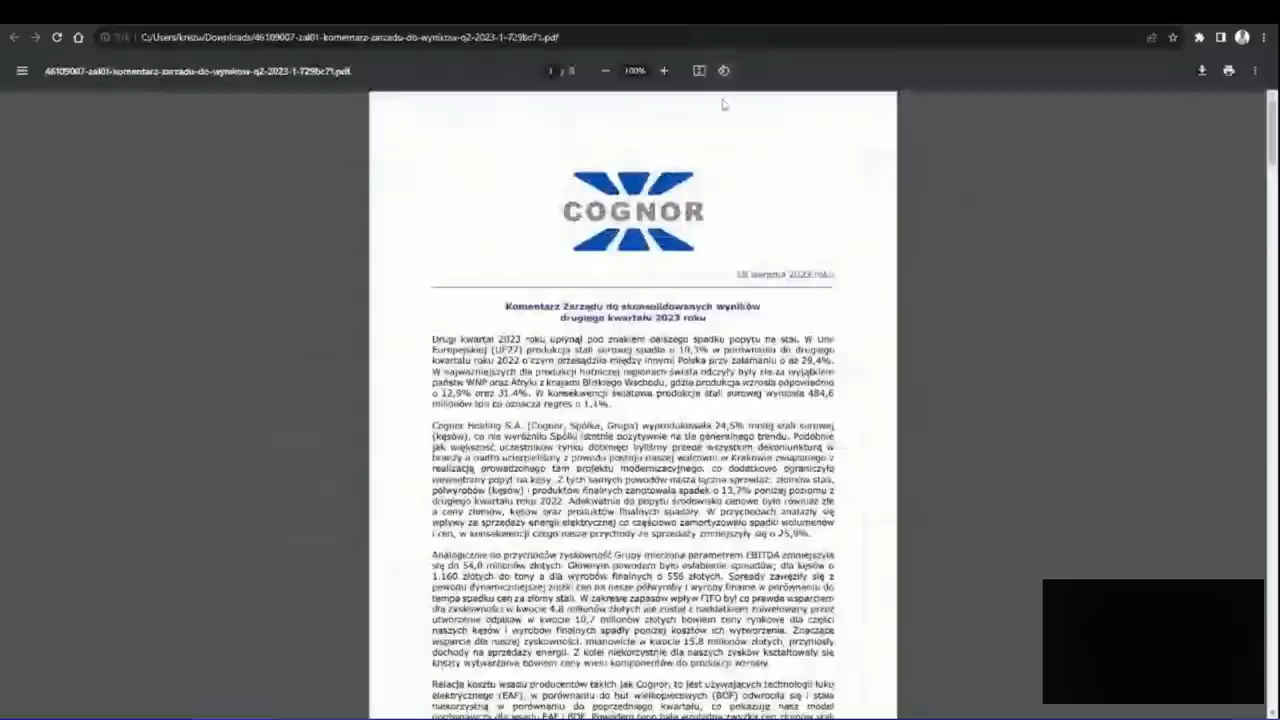 C:/Users/krezu/Downloads/46109007-zal01-komentarz-zarzadu-do-wynikow-q2-2023-1-729bc71.pdf
46109007-zal01-komentarz-zarzadu-do-wynikow-q2-2023-1-729bc71.pdf
1 / 8
100%
COGNOR
18 sierpnia 2023 roku
Komentarz Zarządu do skonsolidowanych wyników
drugiego kwartału 2023 roku
Drugi kwartał 2023 roku upłynął pod znakiem dalszego spadku popytu na stal. W Unii
Europejskiej (UE27) produkcja stali surowej spadła o 10,3% w porównaniu do drugiego
kwartału roku 2022 o czym przesądziła między innymi Polska przy załamaniu o aż 29,4%.
W najważniejszych dla produkcji hutniczej regionach świata odczyty były złe za wyjątkiem
państw WNP oraz Afryki z krajami Bliskiego Wschodu, gdzie produkcja wzrosła odpowiednio
o 12,9% oraz 31,4%. W konsekwencji światowa produkcja stali surowej wyniosła 484,6
milionów ton co oznacza regres o 1,1%.
Cognor Holding S.A. (Cognor, Spółka, Grupa) wyprodukowała 24,5% mniej stali surowej
(kęsów), co nie wyróżniło Spółki istotnie pozytywnie na tle generalnego trendu. Podobnie
jak większość uczestników rynku dotknięci byliśmy przede wszystkim dekoniunkturą w
branży a nadto ucierpieliśmy z powodu postoju naszej walcowni w Krakowie związanego z
realizacją prowadzonego tam projektu modernizacyjnego, co dodatkowo ograniczyło
wewnętrzny popyt na kęsy. Z tych samych powodów nasza łączna sprzedaż: złomów stali,
półwyrobów (kęsów) i produktów finalnych zanotowała spadek o 13,7% poniżej poziomu z
drugiego kwartału roku 2022. Adekwatnie do popytu środowisko cenowe było również złe
a ceny złomów, kęsów oraz produktów finalnych spadały. W przychodach znalazły się
wpływy ze sprzedaży energii elektrycznej co częściowo zamortyzowało spadki wolumenów
i cen, w konsekwencji czego nasze przychody ze sprzedaży zmniejszyły się o 25,9%.
Analogicznie do przychodów zyskowność Grupy mierzona parametrem EBITDA zmniejszyła
się do 54,0 milionów złotych. Głównym powodem było osłabienie spreadów; dla kęsów o
1.160 złotych do tony a dla wyrobów finalnych o 556 złotych. Spready zawęziły się z
powodu dynamiczniejszej zniżki cen na nasze półwyroby i wyroby finalne w porównaniu do
tempa spadku cen za złomy stali. W zakresie zapasów wpływ FIFO był co prawda wsparciem
dla zyskowności w kwocie 4,8 milionów złotych ale został z naddatkiem zniwelowany przez
utworzenie odpisów w kwocie 10,7 milionów złotych bowiem ceny rynkowe dla części
naszych kęsów i wyrobów finalnych spadły poniżej kosztów ich wytworzenia. Znaczące
wsparcie dla naszej zyskowności, mianowicie w kwocie 15,8 milionów złotych, przyniosły
dochody na sprzedaży energii. Z kolei niekorzystnie dla naszych zysków kształtowały się
koszty wytwarzania bowiem ceny wielu komponentów do produkcji wzrosły.
Relacja kosztu wsadu producentów takich jak Cognor, to jest używających technologii łuku
elektrycznego (EAF), w porównaniu do hut wielkopiecowych (BOF) odwróciła się i stała
niekorzystną w porównaniu do poprzedniego kwartału, co pokazuje nasz model